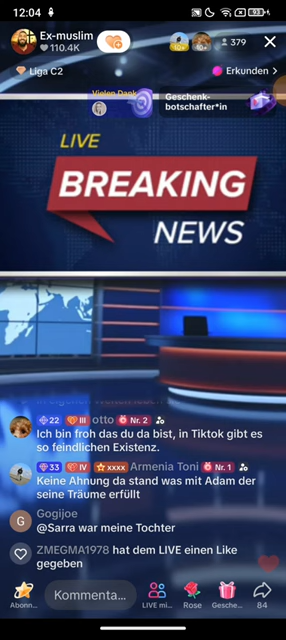 12:04
93
Ex-muslim
110.4K
10+
10+
379
Liga C2
Erkunden
Vielen Dank
Geschenk-
botschafter*in
LIVE
BREAKING
NEWS
22 III otto Nr. 2
Ich bin froh das du da bist, in Tiktok gibt es
so feindlichen Existenz.
33 IV xxxx Armenia Toni Nr. 1
Keine Ahnung da stand was mit Adam der
seine Träume erfüllt
G
Gogijoe
@Sarra war meine Tochter
ZMEGMA1978 hat dem LIVE einen Like
gegeben
Abonn...
Kommenta...
LIVE mi...
Rose
Gesche...
84